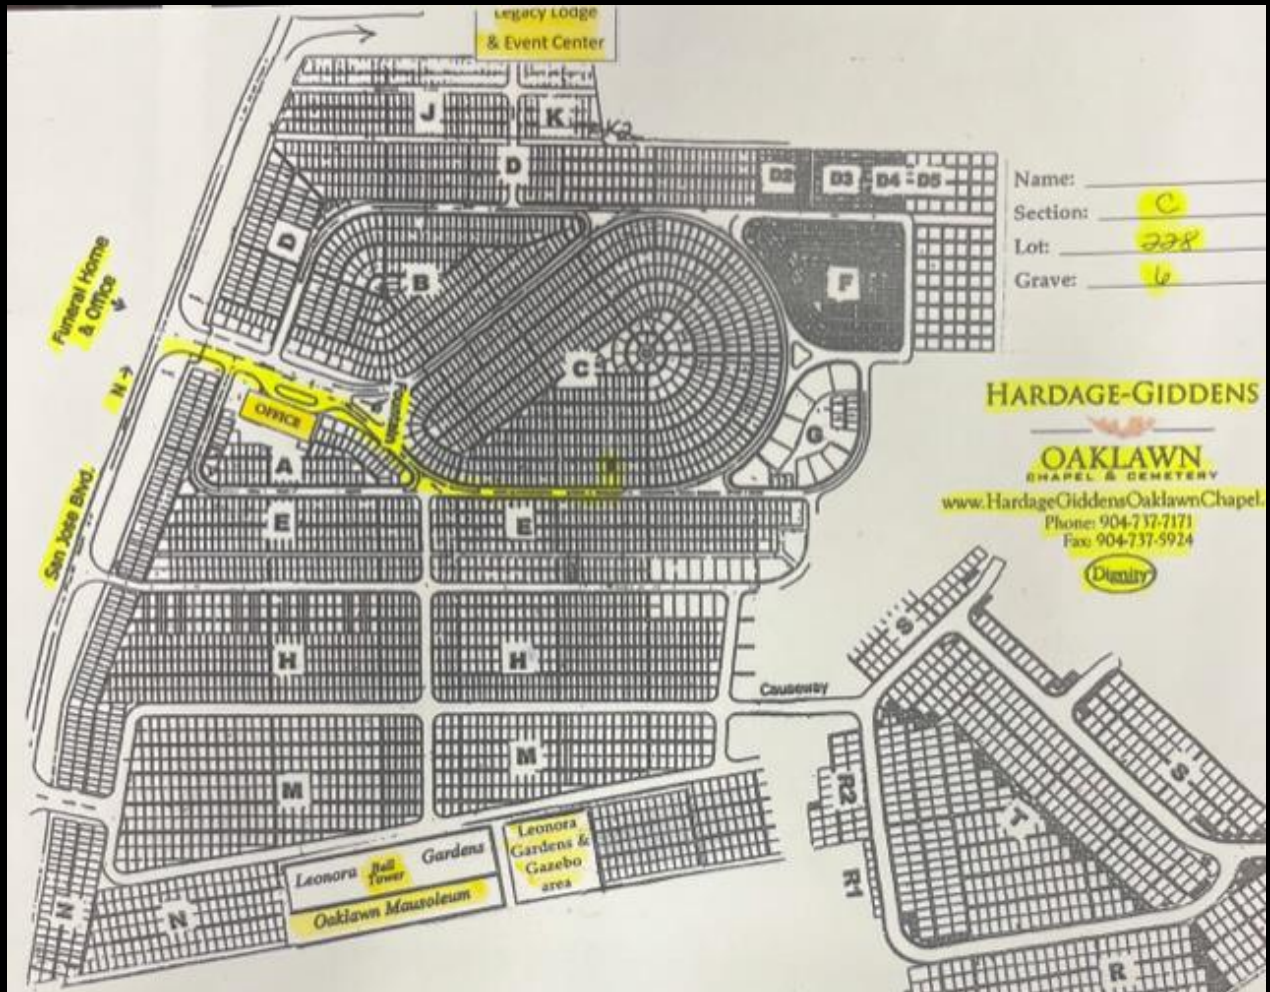 Legacy Lodge
& Event Center
J
K
K2
D
D2
D3
D4
D5
Name:
Section: C
Lot: 228
Grave: 6
D
B
F
Funeral Home
& Office
C
N
HARDAGE-GIDDENS
OFFICE
Fountain
G
A
OAKLAWN
CHAPEL & CEMETERY
www.HardageGiddensOaklawnChapel.
Phone: 904-737-7171
Fax: 904-737-5924
Dignity
San Jose Blvd.
E
E
S
H
H
Causeway
M
M
S
R2
T
Leonora Bell Tower Gardens
Oaklawn Mausoleum
Leonora
Gardens &
Gazebo
area
R1
N
N
R